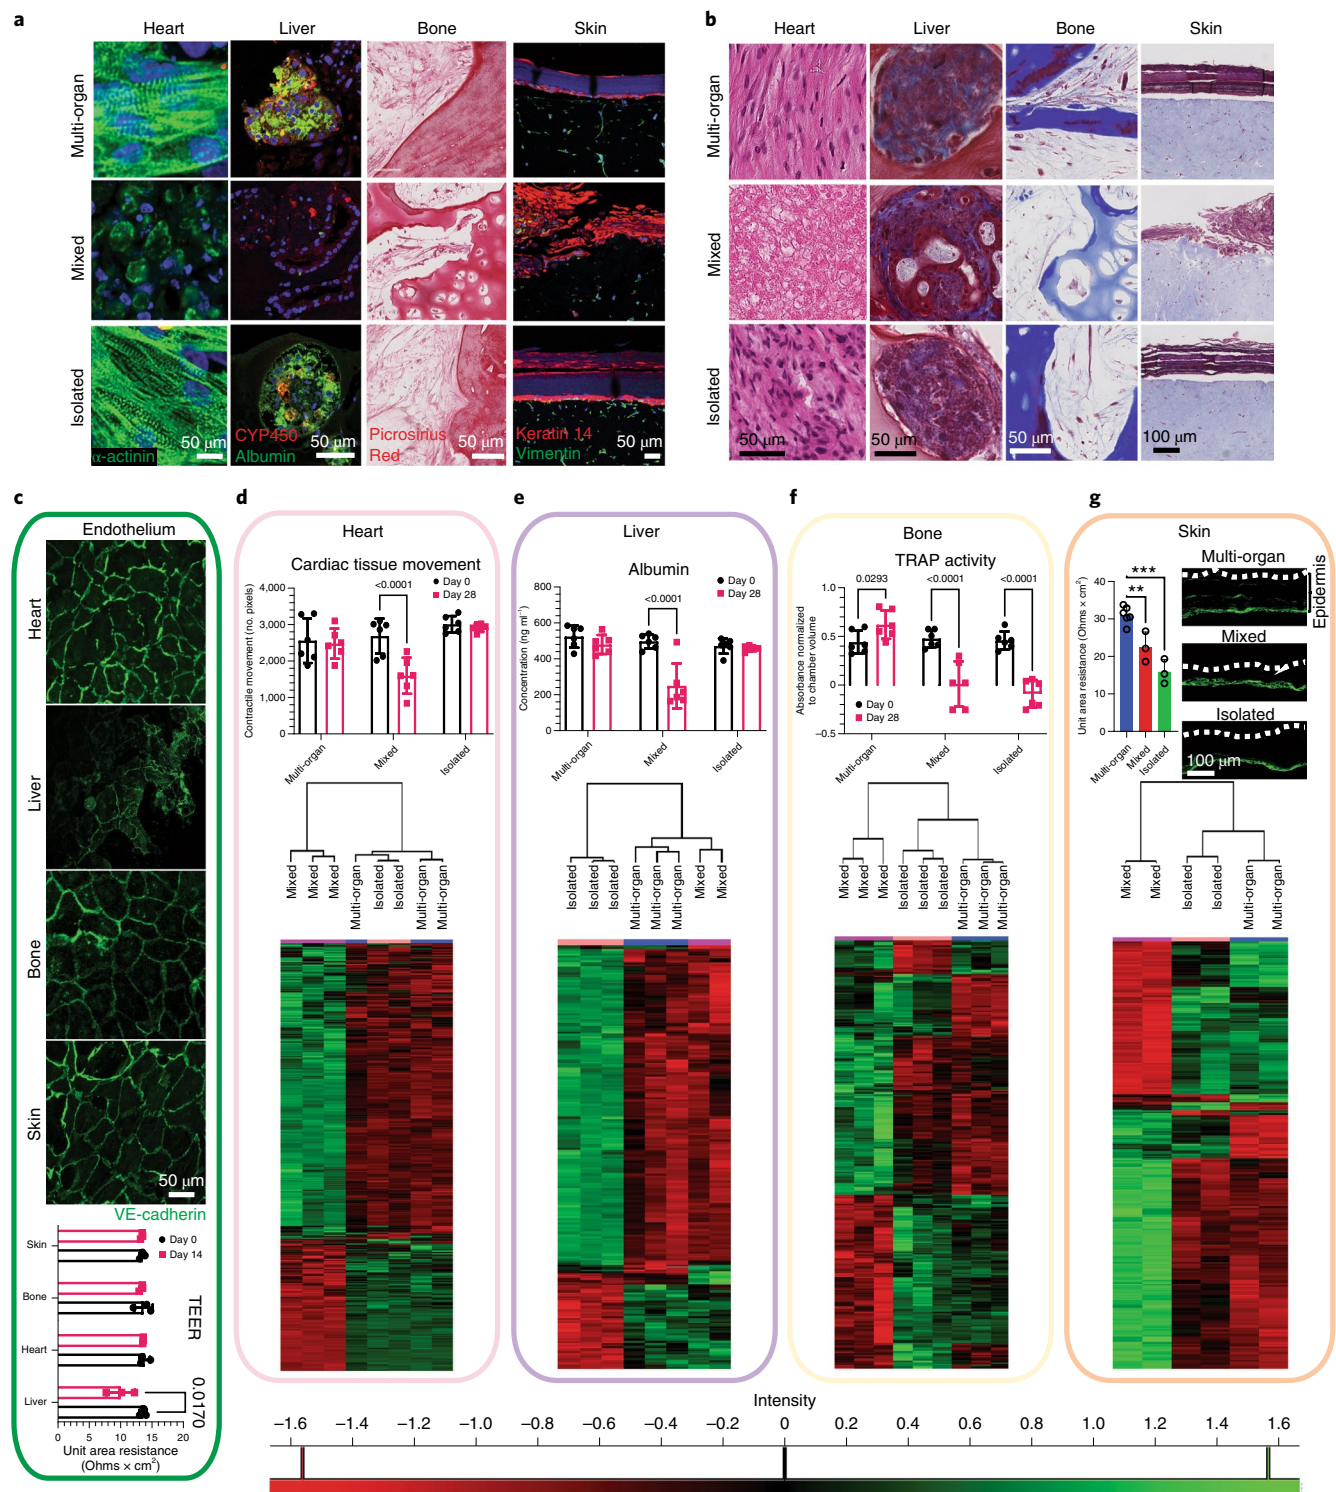 a
Heart Liver Bone Skin
Multi-organ
Mixed
Isolated
α-actinin
50 μm
CYP450
Albumin
50 μm
Picrosirius
Red
50 μm
Keratin 14
Vimentin
50 μm
b
Heart Liver Bone Skin
Multi-organ
Mixed
Isolated
50 μm
50 μm
50 μm
100 μm
c
Endothelium
Heart
Liver
Bone
Skin
50 μm
VE-cadherin
Day 0
Day 14
Skin
Bone
Heart
Liver
TEER
0.0170
0 5 10 15 20
Unit area resistance
(Ohms × cm²)
d
Heart
Cardiac tissue movement
Contractile movement (no. pixels)
4,000
3,000
2,000
1,000
0
<0.0001
Day 0
Day 28
Multi-organ
Mixed
Isolated
Mixed
Mixed
Mixed
Multi-organ
Isolated
Isolated
Multi-organ
Multi-organ
e
Liver
Albumin
Concentration (ng ml⁻¹)
800
600
400
200
0
<0.0001
Day 0
Day 28
Multi-organ
Mixed
Isolated
Isolated
Isolated
Isolated
Multi-organ
Multi-organ
Multi-organ
Mixed
Mixed
f
Bone
TRAP activity
Absorbance normalized
to chamber volume
1.0
0.5
0
−0.5
0.0293
<0.0001
<0.0001
Day 0
Day 28
Multi-organ
Mixed
Isolated
Mixed
Mixed
Mixed
Isolated
Isolated
Isolated
Multi-organ
Multi-organ
Multi-organ
g
Skin
Unit area resistance (Ohms × cm²)
40
30
20
10
0
***
**
Multi-organ
Mixed
Isolated
Multi-organ
Epidermis
Mixed
Isolated
100 μm
Mixed
Mixed
Isolated
Isolated
Multi-organ
Multi-organ
Intensity
−1.6 −1.4 −1.2 −1.0 −0.8 −0.6 −0.4 −0.2 0 0.2 0.4 0.6 0.8 1.0 1.2 1.4 1.6